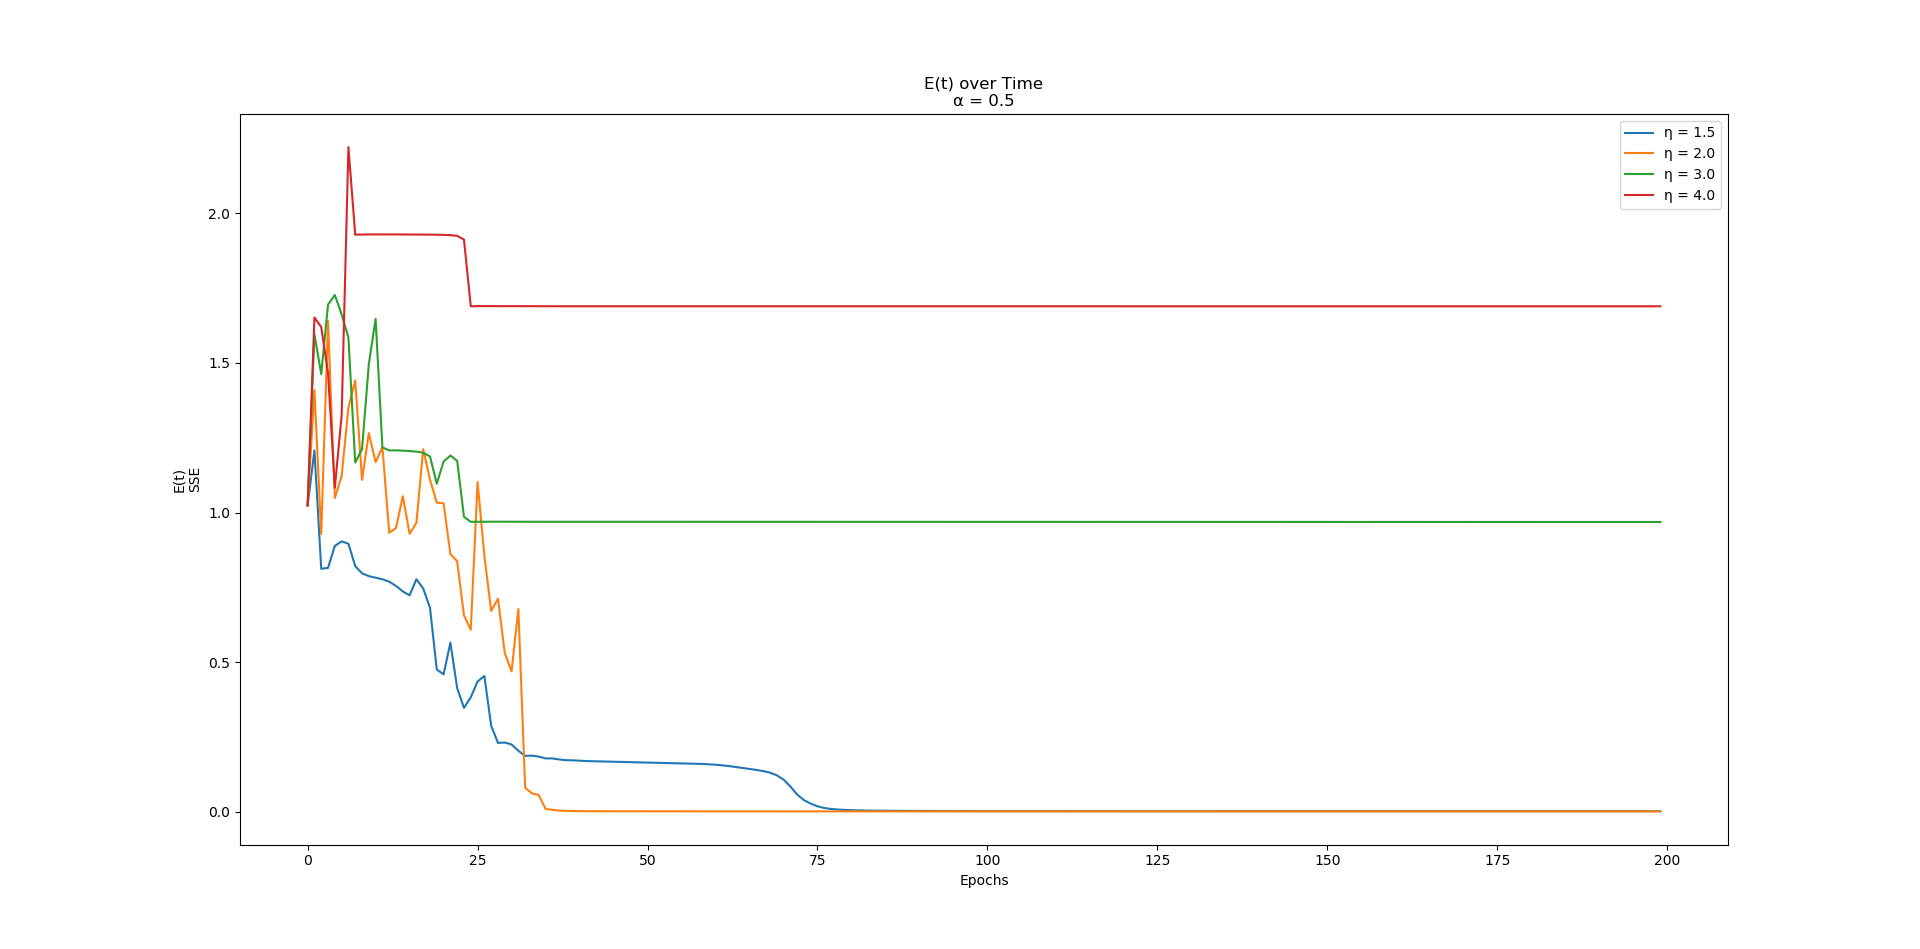 E(t) over Time
α = 0.5
η = 1.5
η = 2.0
η = 3.0
η = 4.0
2.0
1.5
1.0
0.5
0.0
E(t)
SSE
0 25 50 75 100 125 150 175 200
Epochs